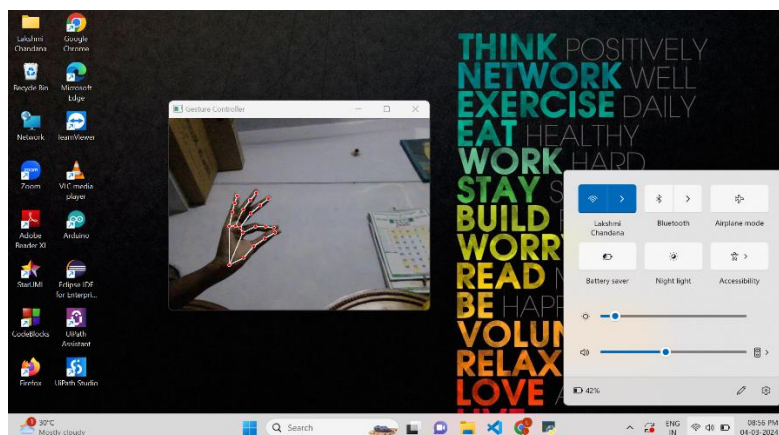 Lakshmi Chandana
Google Chrome
Recycle Bin
Microsoft Edge
Network
TeamViewer
Zoom
VLC media player
Adobe Reader XI
Arduino
StarUML
Eclipse IDE for Enterpri...
CodeBlocks
UiPath Assistant
Firefox
UiPath Studio
Gesture Controller
THINK POSITIVELY
NETWORK WELL
EXERCISE DAILY
EAT HEALTHY
WORK HARD
STAY S
BUILD
WORR
READ
BE HAPP
VOLUN
RELAX
LOVE
LIVE
Lakshmi Chandana
Bluetooth
Airplane mode
Battery saver
Night light
Accessibility
42%
1
30°C
Mostly cloudy
Search
ENG
IN
08:56 PM
04-03-2024